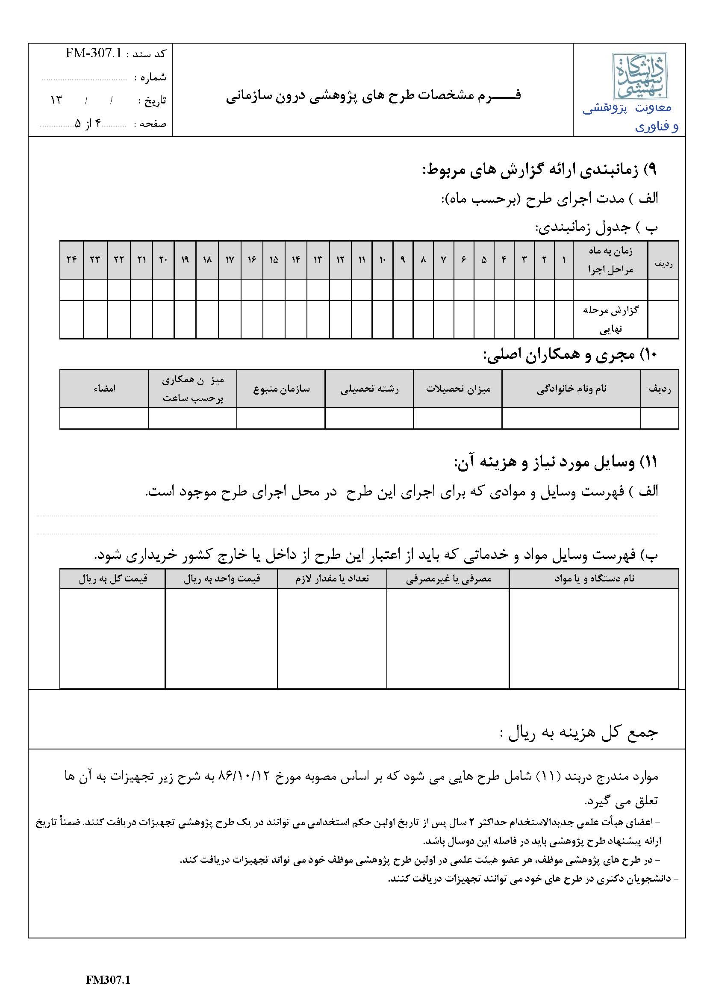 دانشگاه
شهید
بهشتی
معاونت پژوهشی
و فناوری
فـــــرم مشخصات طرح های پژوهشی درون سازمانی
کد سند : FM-307.1
شماره : ......................................
تاریخ : / / ۱۳
صفحه : ...........۴ از ۵...............
۹) زمانبندی ارائه گزارش های مربوط:
الف ) مدت اجرای طرح (برحسب ماه):
ب ) جدول زمانبندی:
ردیف زمان به ماه مراحل اجرا ۱ ۲ ۳ ۴ ۵ ۶ ۷ ۸ ۹ ۱۰ ۱۱ ۱۲ ۱۳ ۱۴ ۱۵ ۱۶ ۱۷ ۱۸ ۱۹ ۲۰ ۲۱ ۲۲ ۲۳ ۲۴
گزارش مرحله
نهایی
۱۰) مجری و همکاران اصلی:
ردیف نام ونام خانوادگی میزان تحصیلات رشته تحصیلی سازمان متبوع میز ن همکاری برحسب ساعت امضاء
۱۱) وسایل مورد نیاز و هزینه آن:
الف ) فهرست وسایل و موادی که برای اجرای این طرح در محل اجرای طرح موجود است.
ب) فهرست وسایل مواد و خدماتی که باید از اعتبار این طرح از داخل یا خارج کشور خریداری شود.
نام دستگاه و یا مواد مصرفی یا غیرمصرفی تعداد یا مقدار لازم قیمت واحد به ریال قیمت کل به ریال
جمع کل هزینه به ریال :
موارد مندرج دربند (۱۱) شامل طرح هایی می شود که بر اساس مصوبه مورخ ۸۶/۱۰/۱۲ به شرح زیر تجهیزات به آن ها
تعلق می گیرد.
- اعضای هیأت علمی جدیدالاستخدام حداکثر ۲ سال پس از تاریخ اولین حکم استخدامی می توانند در یک طرح پژوهشی تجهیزات دریافت کنند. ضمناً تاریخ
ارائه پیشنهاد طرح پژوهشی باید در فاصله این دوسال باشد.
- در طرح های پژوهشی موظف، هر عضو هیئت علمی در اولین طرح پژوهشی موظف خود می تواند تجهیزات دریافت کند.
- دانشجویان دکتری در طرح های خود می توانند تجهیزات دریافت کنند.
FM307.1